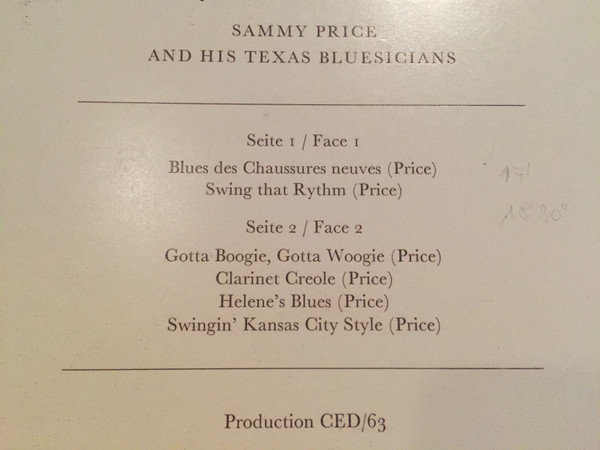 SAMMY PRICE
AND HIS TEXAS BLUESICIANS
Seite 1 / Face 1
Blues des Chaussures neuves (Price)
Swing that Rythm (Price)
Seite 2 / Face 2
Gotta Boogie, Gotta Woogie (Price)
Clarinet Creole (Price)
Helene's Blues (Price)
Swingin' Kansas City Style (Price)
Production CED/63